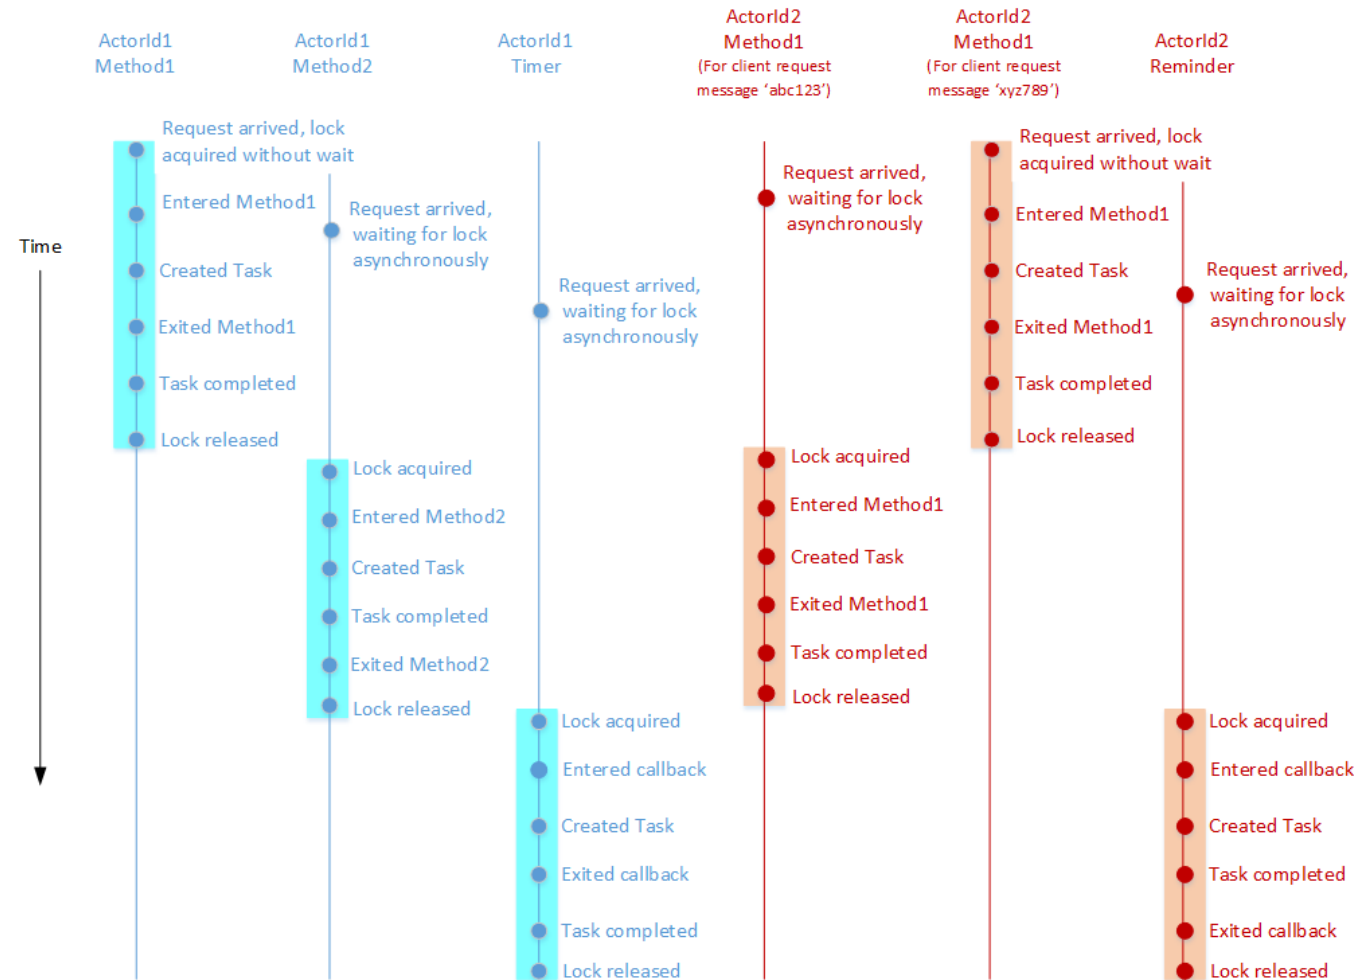 ActorId1
Method1
ActorId1
Method2
ActorId1
Timer
ActorId2
Method1
(For client request
message ‘abc123’)
ActorId2
Method1
(For client request
message ‘xyz789’)
ActorId2
Reminder
Time
Request arrived, lock
acquired without wait
Entered Method1
Created Task
Exited Method1
Task completed
Lock released
Request arrived,
waiting for lock
asynchronously
Lock acquired
Entered Method2
Created Task
Task completed
Exited Method2
Lock released
Request arrived,
waiting for lock
asynchronously
Lock acquired
Entered callback
Created Task
Exited callback
Task completed
Lock released
Request arrived,
waiting for lock
asynchronously
Lock acquired
Entered Method1
Created Task
Exited Method1
Task completed
Lock released
Request arrived, lock
acquired without wait
Entered Method1
Created Task
Exited Method1
Task completed
Lock released
Request arrived,
waiting for lock
asynchronously
Lock acquired
Entered callback
Created Task
Task completed
Exited callback
Lock released